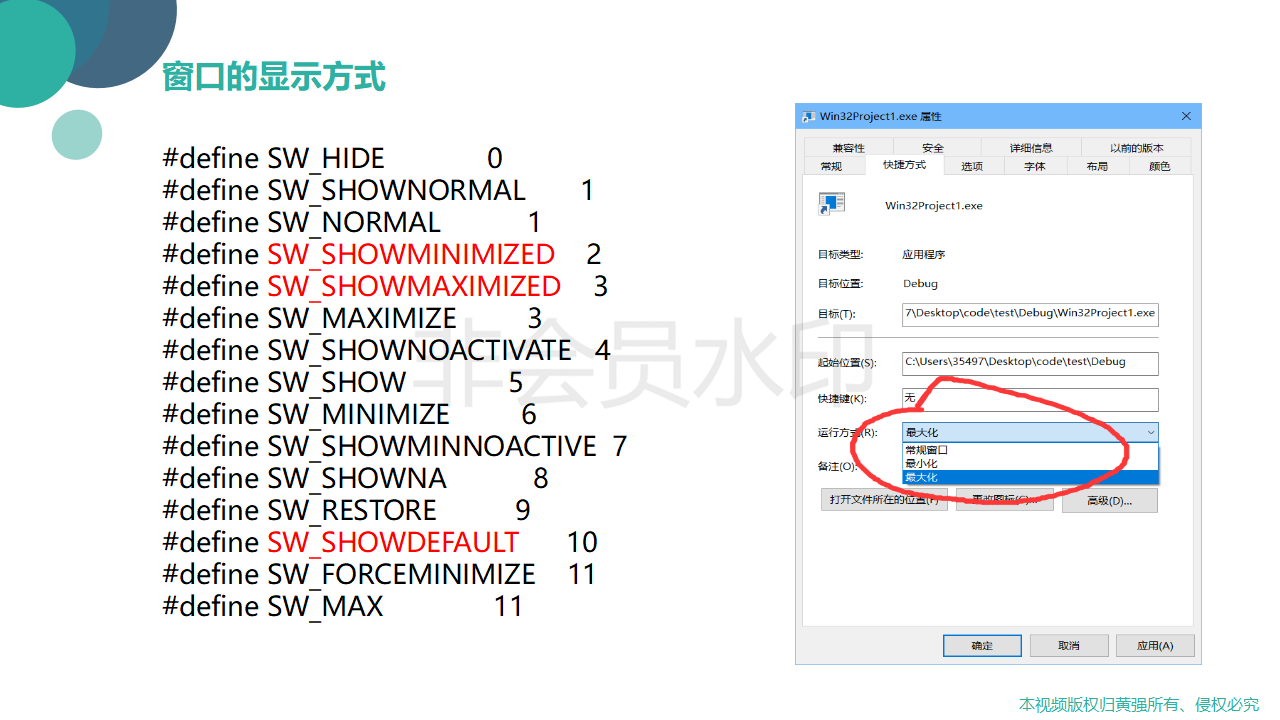 窗口的显示方式
#define SW_HIDE 0
#define SW_SHOWNORMAL 1
#define SW_NORMAL 1
#define SW_SHOWMINIMIZED 2
#define SW_SHOWMAXIMIZED 3
#define SW_MAXIMIZE 3
#define SW_SHOWNOACTIVATE 4
#define SW_SHOW 5
#define SW_MINIMIZE 6
#define SW_SHOWMINNOACTIVE 7
#define SW_SHOWNA 8
#define SW_RESTORE 9
#define SW_SHOWDEFAULT 10
#define SW_FORCEMINIMIZE 11
#define SW_MAX 11
非会员水印
Win32Project1.exe 属性
兼容性 安全 详细信息 以前的版本
常规 快捷方式 选项 字体 布局 颜色
Win32Project1.exe
目标类型: 应用程序
目标位置: Debug
目标(T): 7\Desktop\code\test\Debug\Win32Project1.exe
起始位置(S): C:\Users\35497\Desktop\code\test\Debug
快捷键(K): 无
运行方式(R): 最大化
常规窗口
最小化
备注(O):
最大化
打开文件所在的位置(F) 更改图标(C)... 高级(D)...
确定 取消 应用(A)
本视频版权归黄强所有、侵权必究